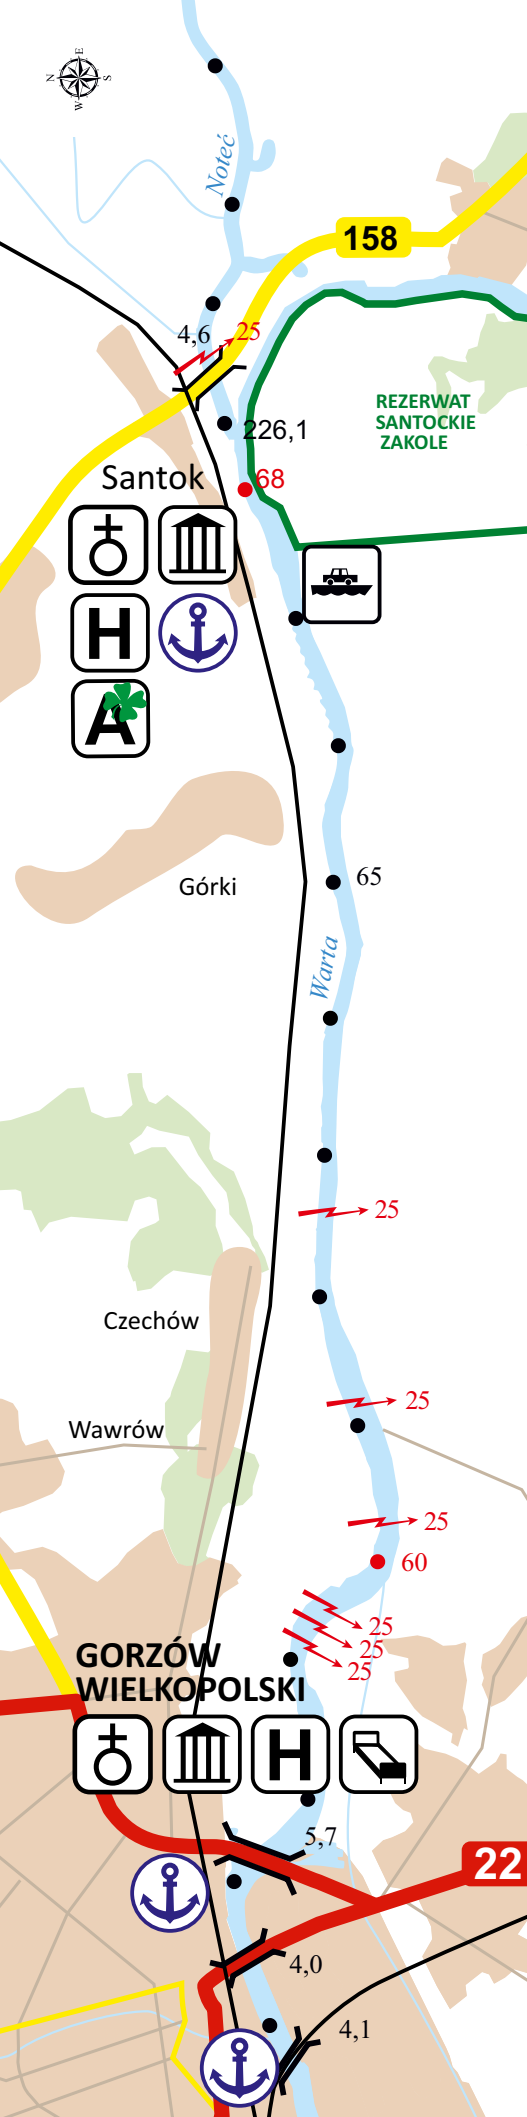 E
N
S
W
Noteć
158
4,6
25
REZERWAT
SANTOCKIE
ZAKOLE
226,1
Santok
68
H
A
65
Górki
Warta
25
Czechów
25
Wawrów
25
60
25
25
25
GORZÓW
WIELKOPOLSKI
H
5,7
22
4,0
4,1